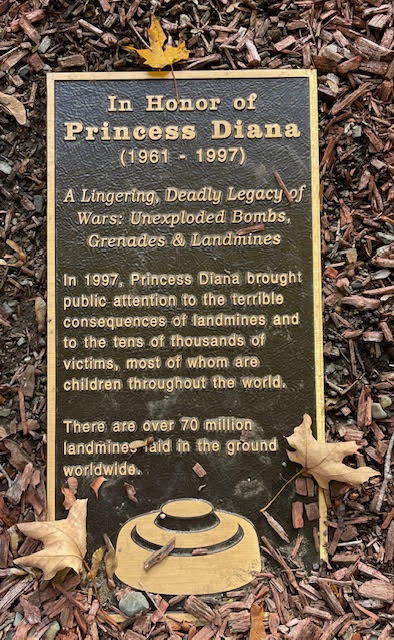 In Honor of
Princess Diana
(1961 - 1997)
A Lingering, Deadly Legacy of
Wars: Unexploded Bombs,
Grenades & Landmines
In 1997, Princess Diana brought
public attention to the terrible
consequences of landmines and
to the tens of thousands of
victims, most of whom are
children throughout the world.
There are over 70 million
landmines laid in the ground
worldwide.